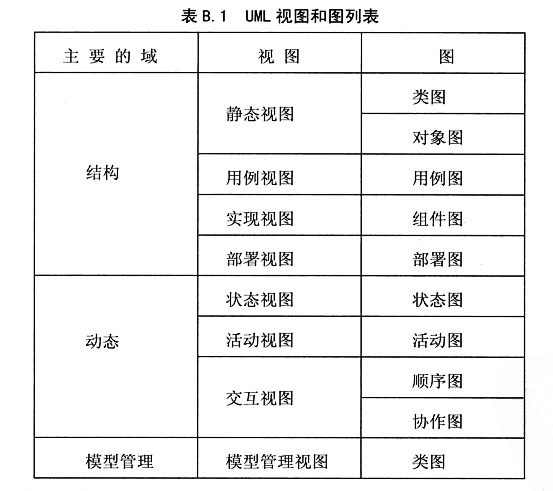 表 B.1 UML 视图和图列表
主要的域 视图 图
结构 静态视图 类图
对象图
用例视图 用例图
实现视图 组件图
部署视图 部署图
动态 状态视图 状态图
活动视图 活动图
交互视图 顺序图
协作图
模型管理 模型管理视图 类图